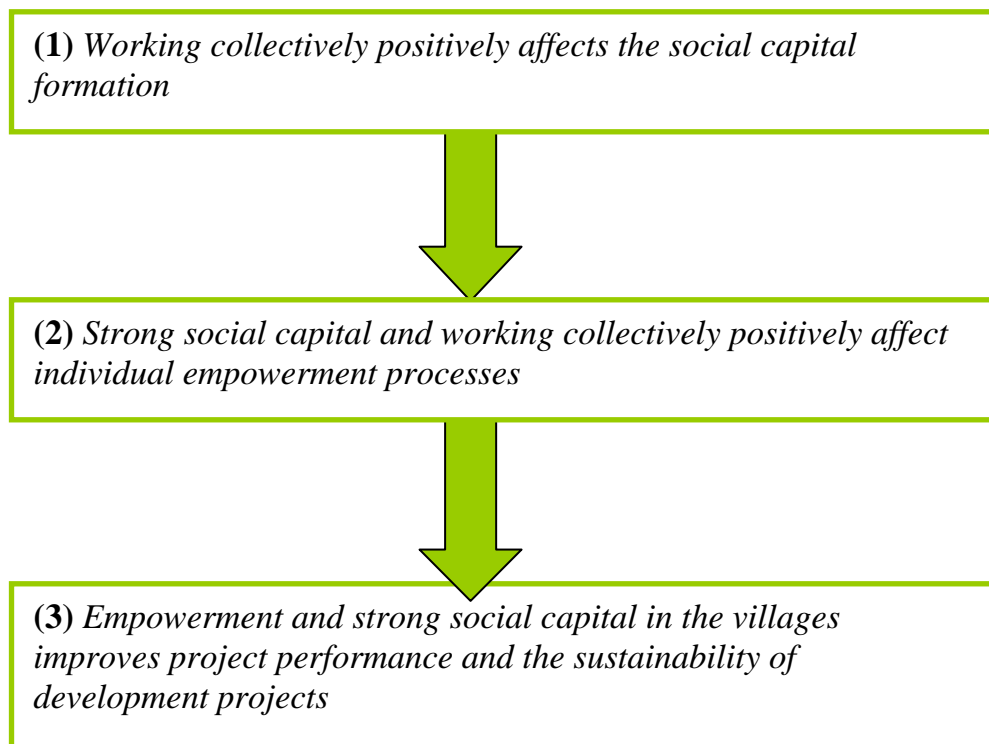 (1) Working collectively positively affects the social capital
formation
(2) Strong social capital and working collectively positively affect
individual empowerment processes
(3) Empowerment and strong social capital in the villages
improves project performance and the sustainability of
development projects